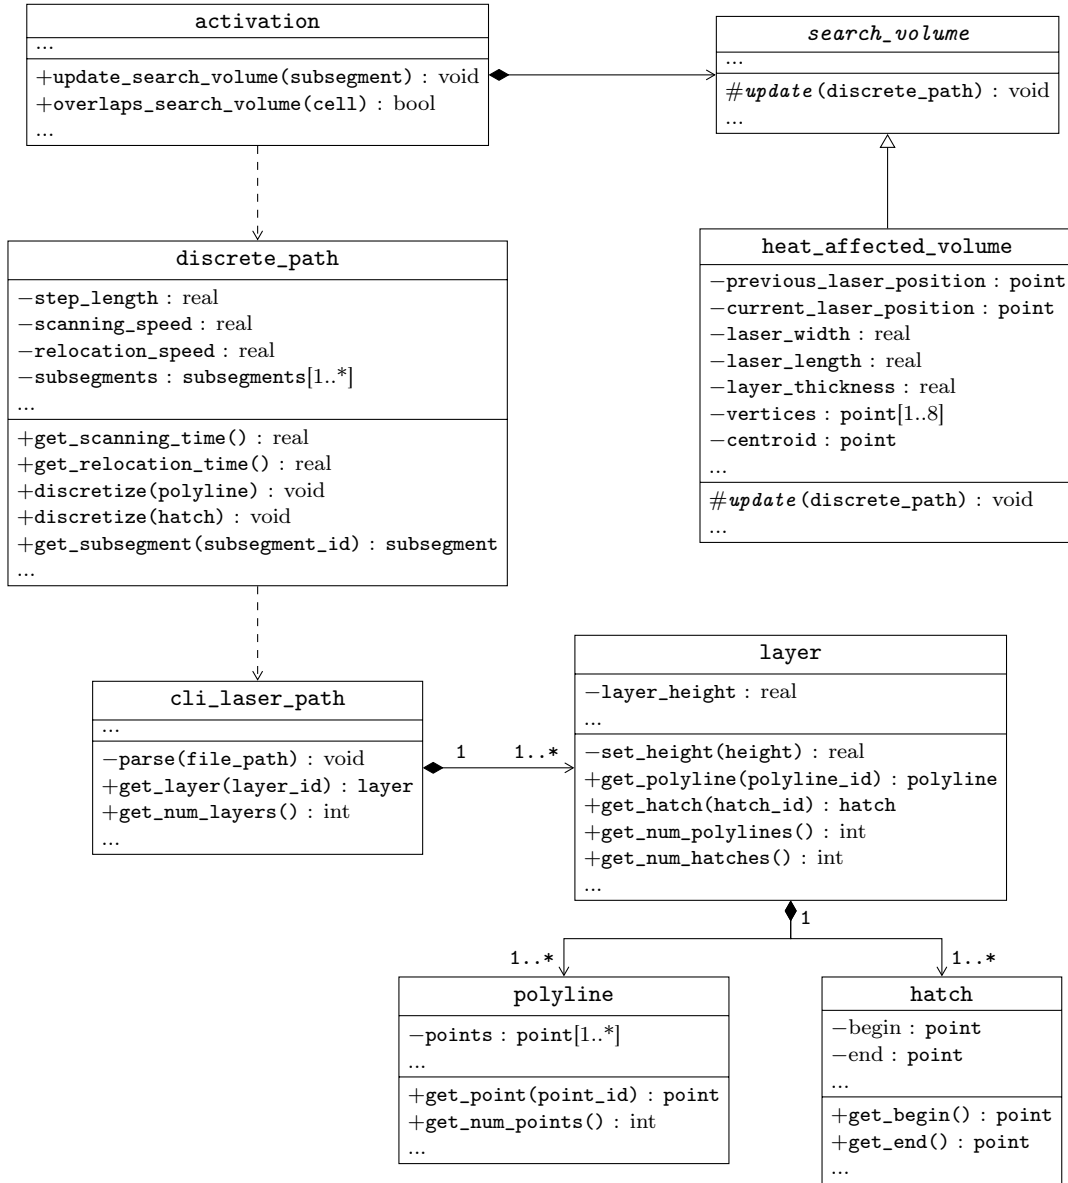 activation
...
+update_search_volume(subsegment) : void
+overlaps_search_volume(cell) : bool
...
search_volume
...
#update(discrete_path) : void
...
discrete_path
−step_length : real
−scanning_speed : real
−relocation_speed : real
−subsegments : subsegments[1..*]
...
+get_scanning_time() : real
+get_relocation_time() : real
+discretize(polyline) : void
+discretize(hatch) : void
+get_subsegment(subsegment_id) : subsegment
...
heat_affected_volume
−previous_laser_position : point
−current_laser_position : point
−laser_width : real
−laser_length : real
−layer_thickness : real
−vertices : point[1..8]
−centroid : point
...
#update(discrete_path) : void
...
cli_laser_path
...
−parse(file_path) : void
+get_layer(layer_id) : layer
+get_num_layers() : int
...
1 1..*
layer
−layer_height : real
...
−set_height(height) : real
+get_polyline(polyline_id) : polyline
+get_hatch(hatch_id) : hatch
+get_num_polylines() : int
+get_num_hatches() : int
...
1
1..* 1..*
polyline
−points : point[1..*]
...
+get_point(point_id) : point
+get_num_points() : int
...
hatch
−begin : point
−end : point
...
+get_begin() : point
+get_end() : point
...